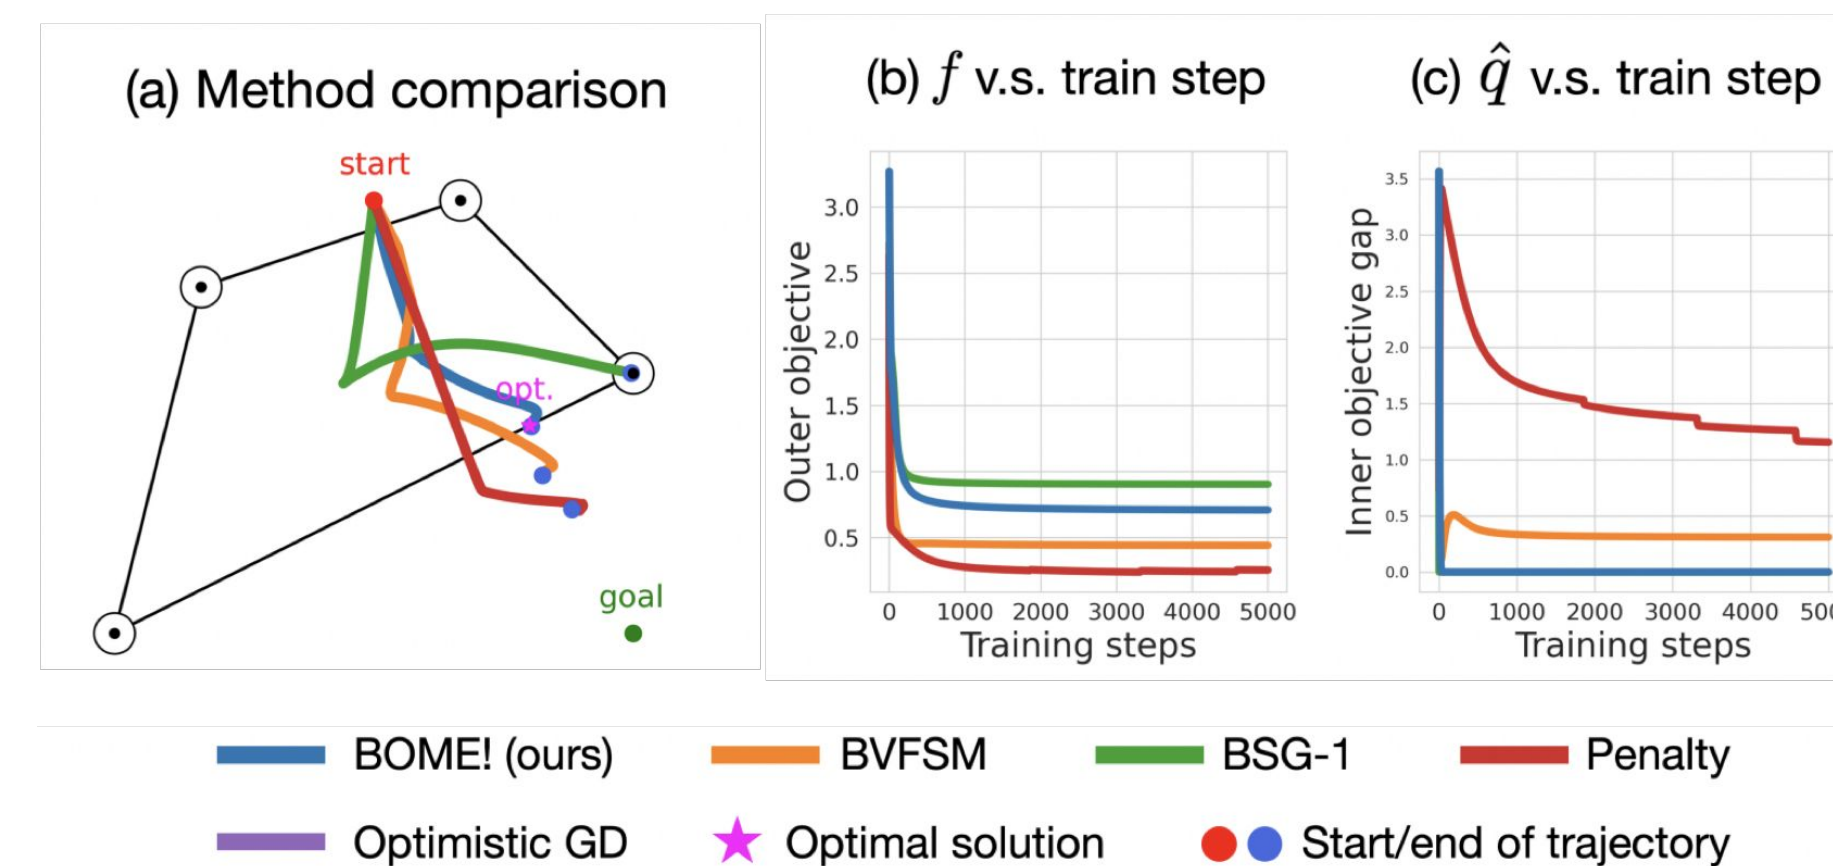 (a) Method comparison
start
opt.
goal
(b) f v.s. train step
Outer objective
3.0
2.5
2.0
1.5
1.0
0.5
0 1000 2000 3000 4000 5000
Training steps
(c) q̂ v.s. train step
Inner objective gap
3.5
3.0
2.5
2.0
1.5
1.0
0.5
0.0
0 1000 2000 3000 4000 500
Training steps
BOME! (ours) BVFSM BSG-1 Penalty
Optimistic GD Optimal solution Start/end of trajectory